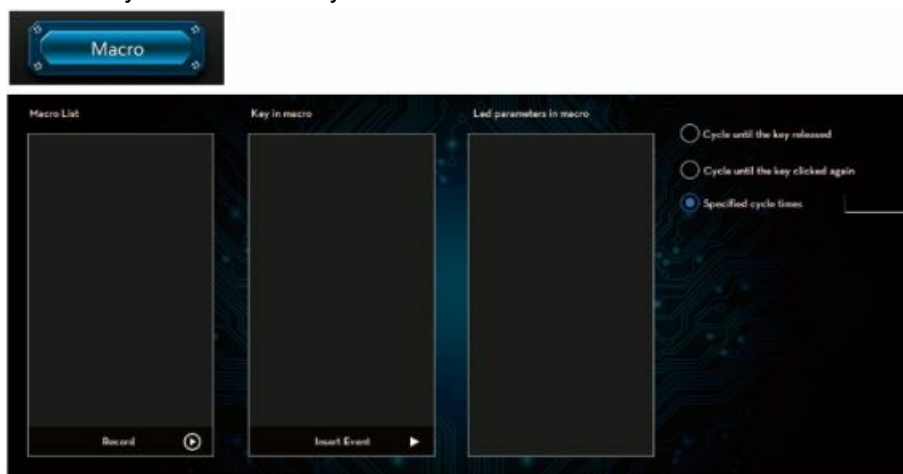 Macro
Macro List
Key in macro
Led parameters in macro
Cycle until the key released
Cycle until the key clicked again
Specified cycle times
Record
Insert Event